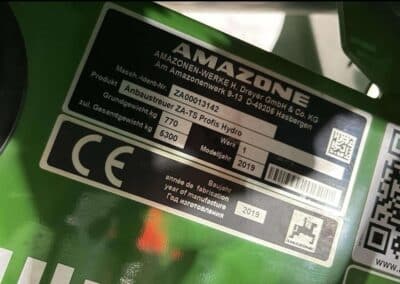 AMAZONE
AMAZONEN-WERKE H. Dreyer GmbH & Co. KG
Am Amazonenwerk 9-13 D-49205 Hasbergen
Masch.-Ident-Nr. ZA00013142
Produkt Anbaustreuer ZA-TS Profis Hydro
Grundgewicht kg 770 Werk 1
zul. Gesamtgewicht kg 5300 Modelljahr 2019
CE
Baujahr
année de fabrication
year of manufacture 2019
Год изготовления
AMAZONE